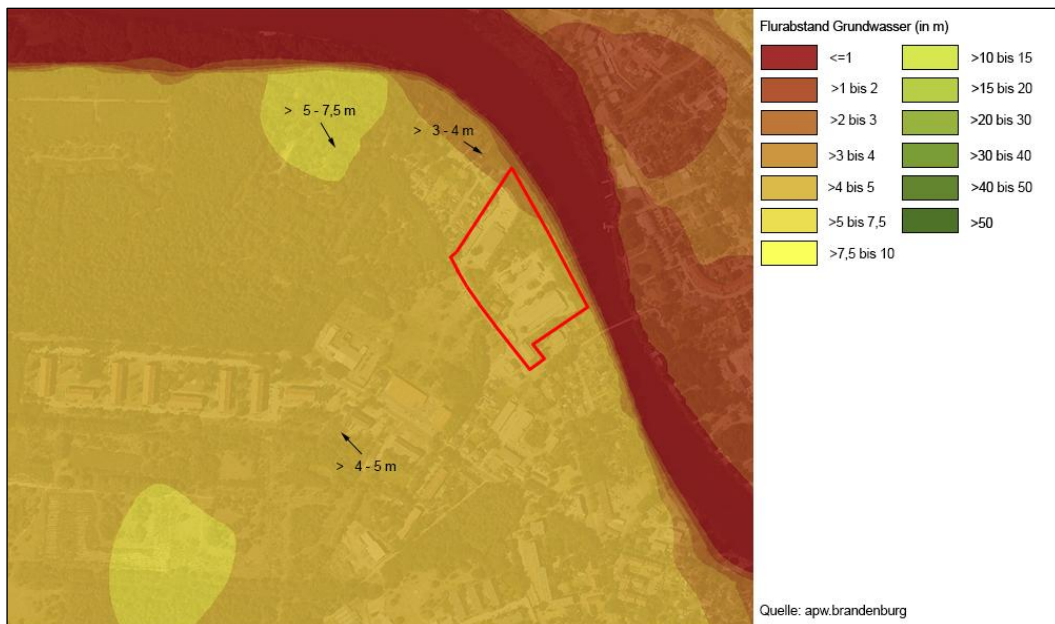 Flurabstand Grundwasser (in m)
<=1
>1 bis 2
>2 bis 3
>3 bis 4
>4 bis 5
>5 bis 7,5
>7,5 bis 10
>10 bis 15
>15 bis 20
>20 bis 30
>30 bis 40
>40 bis 50
>50
> 5 - 7,5 m
> 3 - 4 m
> 4 - 5 m
Quelle: apw.brandenburg